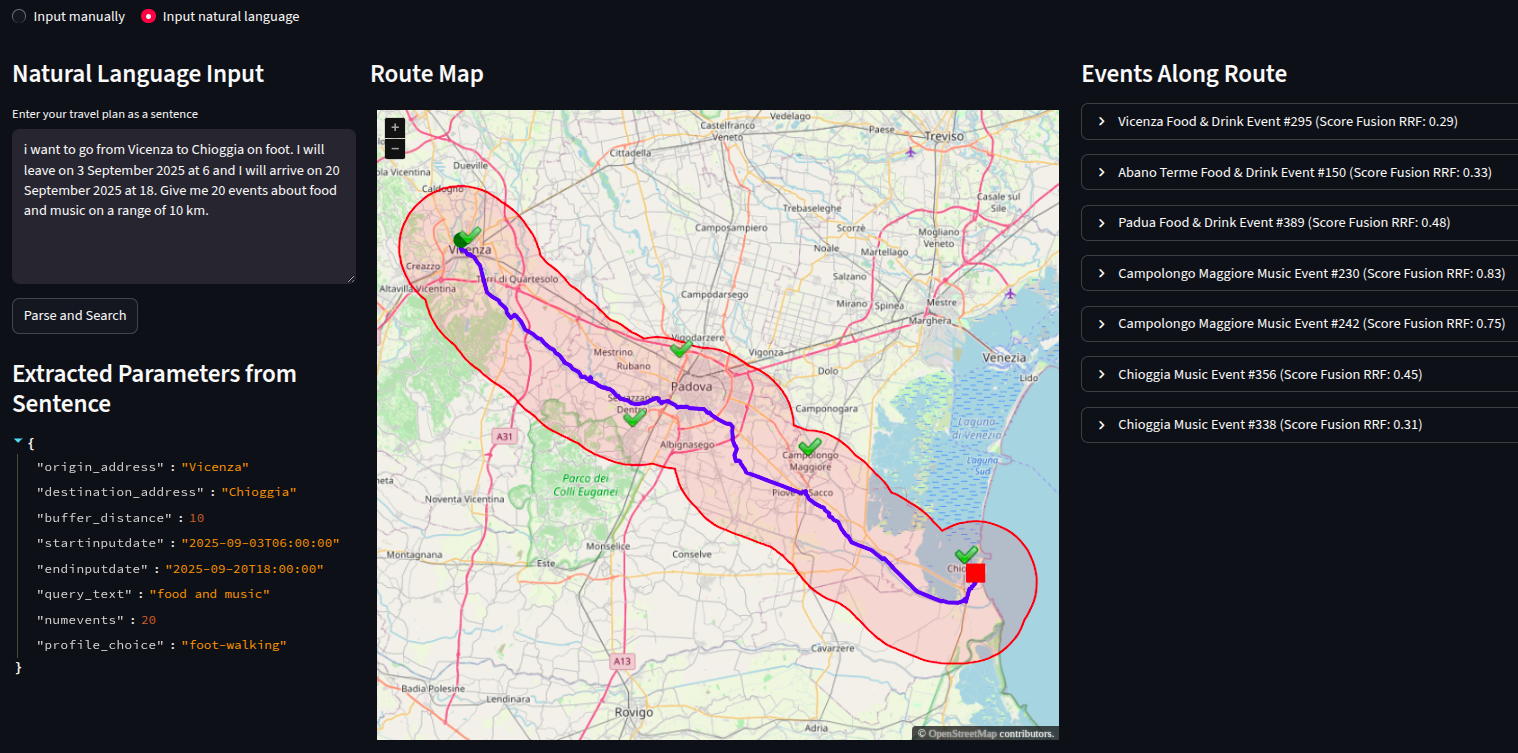 Input manually
Input natural language
Natural Language Input
Enter your travel plan as a sentence
i want to go from Vicenza to Chioggia on foot. I will
leave on 3 September 2025 at 6 and I will arrive on 20
September 2025 at 18. Give me 20 events about food
and music on a range of 10 km.
Parse and Search
Extracted Parameters from
Sentence
{
"origin_address" : "Vicenza"
"destination_address" : "Chioggia"
"buffer_distance" : 10
"startinputdate" : "2025-09-03T06:00:00"
"endinputdate" : "2025-09-20T18:00:00"
"query_text" : "food and music"
"numevents" : 20
"profile_choice" : "foot-walking"
}
Route Map
+
−
Vedelago
Castelfranco
Veneto
Paese
Treviso
Cittadella
Dueville
ola Vicentina
Caldogno
Casale sul
Sile
Trebaseleghe
Camposampiero
Scorzè
Mogliano
Veneto
Noale
Martellago
Vicenza
Creazzo
Torri di Quartesolo
Altavilla Vicentina
Salzano
Campodarsego
Mirano
Spinea
Mestre
Marghera
Vigodarzere
Mestrino
Vigonza
Rubano
Dolo
Venezia
Lido
Padova
Selvazzano
Dentro
Camponogara
Laguna
di Venezia
A31
Albignasego
Campolongo
Maggiore
Laguna
Sud
Parco dei
Colli Euganei
neta
Noventa Vicentina
Piove di Sacco
Monselice
Montagnana
Este
Conselve
Chio
Cavarzere
A13
Badia Polesine
Lendinara
Rovigo
Adria
© OpenStreetMap contributors.
Events Along Route
Vicenza Food & Drink Event #295 (Score Fusion RRF: 0.29)
Abano Terme Food & Drink Event #150 (Score Fusion RRF: 0.33)
Padua Food & Drink Event #389 (Score Fusion RRF: 0.48)
Campolongo Maggiore Music Event #230 (Score Fusion RRF: 0.83)
Campolongo Maggiore Music Event #242 (Score Fusion RRF: 0.75)
Chioggia Music Event #356 (Score Fusion RRF: 0.45)
Chioggia Music Event #338 (Score Fusion RRF: 0.31)